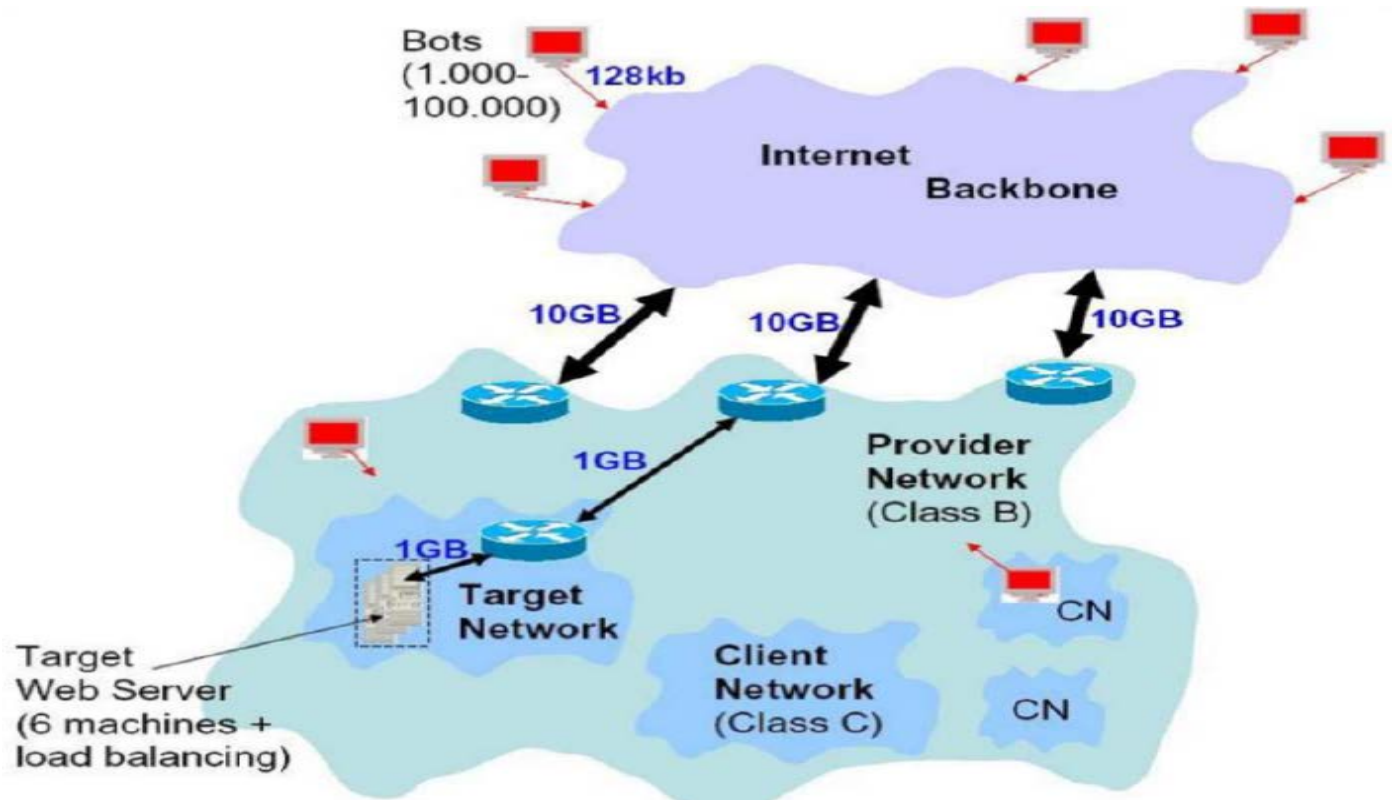 Bots
(1.000-
100.000)
128kb
Internet
Backbone
10GB
10GB
10GB
1GB
Provider
Network
(Class B)
1GB
Target
Network
CN
Target
Web Server
(6 machines +
load balancing)
Client
Network
(Class C)
CN